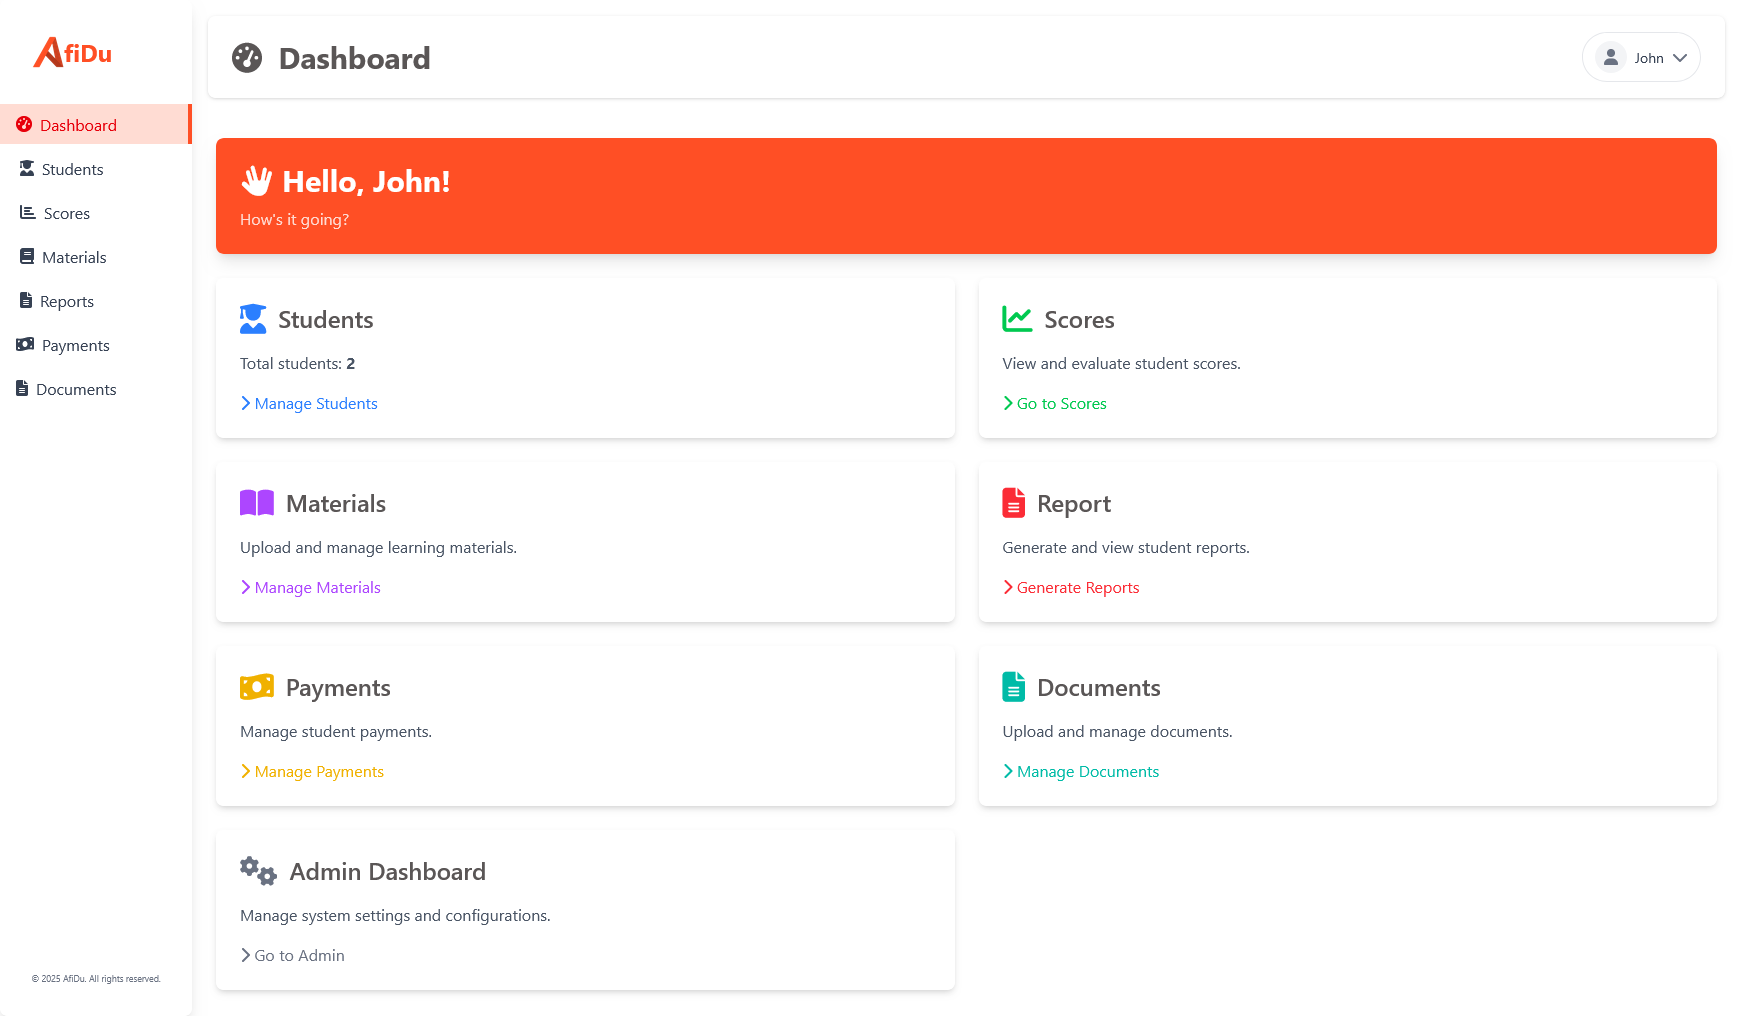 AfiDu
Dashboard
Students
Scores
Materials
Reports
Payments
Documents
© 2025 AfiDu. All rights reserved.
Dashboard
John
Hello, John!
How's it going?
Students
Total students: 2
Manage Students
Scores
View and evaluate student scores.
Go to Scores
Materials
Upload and manage learning materials.
Manage Materials
Report
Generate and view student reports.
Generate Reports
Payments
Manage student payments.
Manage Payments
Documents
Upload and manage documents.
Manage Documents
Admin Dashboard
Manage system settings and configurations.
Go to Admin